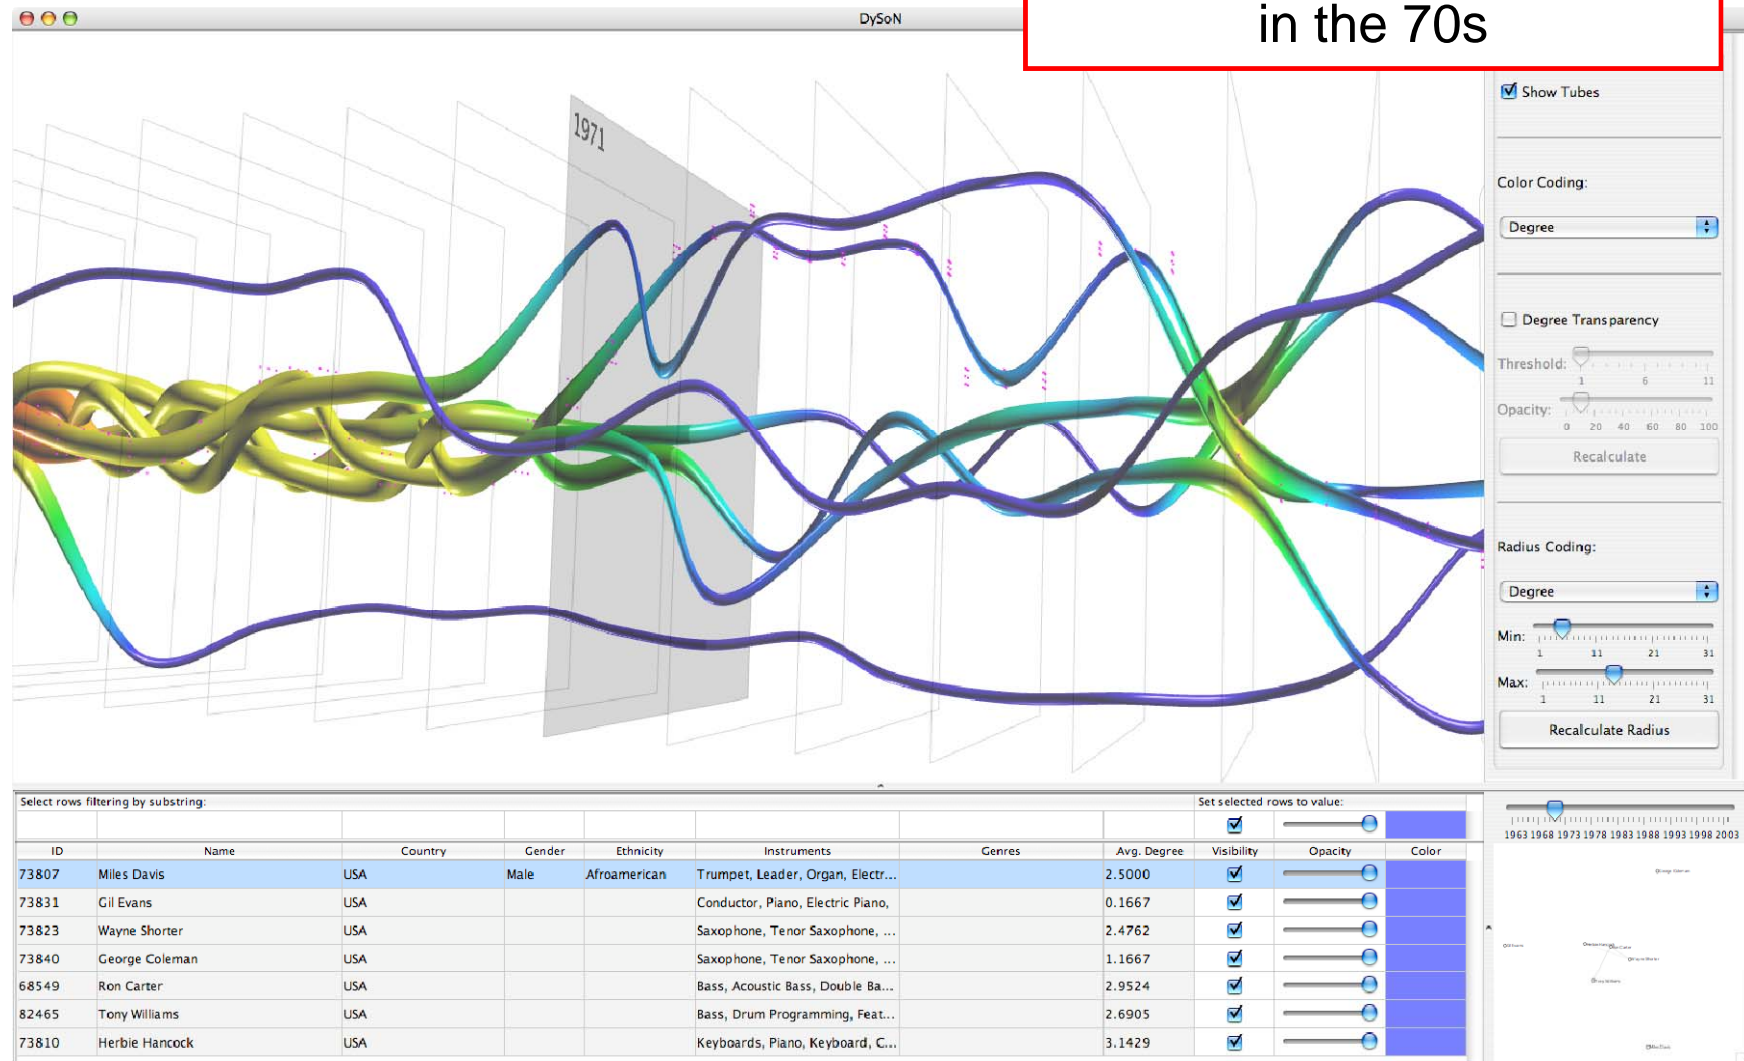 DySoN
in the 70s
1971
Show Tubes
Color Coding:
Degree
Degree Transparency
Threshold:
1 6 11
Opacity:
0 20 40 60 80 100
Recalculate
Radius Coding:
Degree
Min:
1 11 21 31
Max:
1 11 21 31
Recalculate Radius
Select rows filtering by substring: Set selected rows to value:
ID Name Country Gender Ethnicity Instruments Genres Avg. Degree Visibility Opacity Color
73807 Miles Davis USA Male Afroamerican Trumpet, Leader, Organ, Electr... 2.5000
73831 Gil Evans USA Conductor, Piano, Electric Piano, 0.1667
73823 Wayne Shorter USA Saxophone, Tenor Saxophone, ... 2.4762
73840 George Coleman USA Saxophone, Tenor Saxophone, ... 1.1667
68549 Ron Carter USA Bass, Acoustic Bass, Double Ba... 2.9524
82465 Tony Williams USA Bass, Drum Programming, Feat... 2.6905
73810 Herbie Hancock USA Keyboards, Piano, Keyboard, C... 3.1429
1963 1968 1973 1978 1983 1988 1993 1998 2003